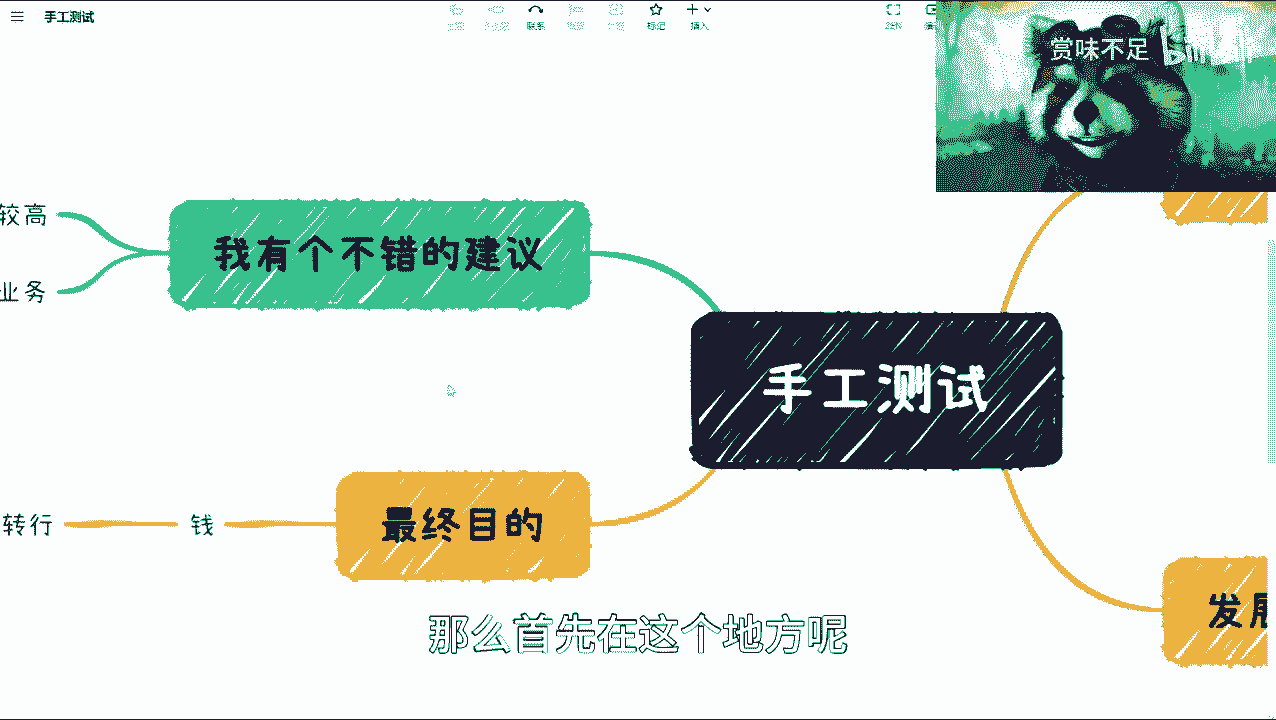 手工测试
联系
标记
插入
ZEN
赏味不足
较高
我有个不错的建议
业务
手工测试
转行
钱
最终目的
发展
那么首先在这个地方呢